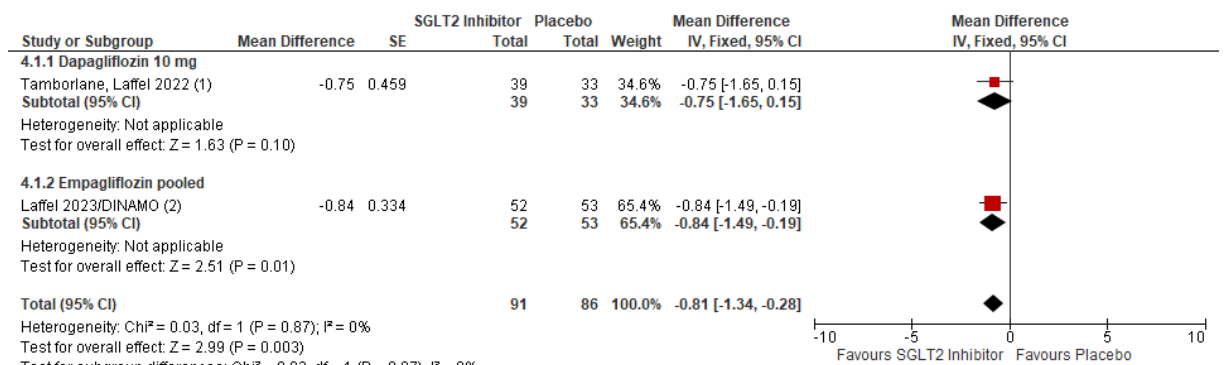 SGLT2 Inhibitor Placebo Mean Difference Mean Difference
Study or Subgroup Mean Difference SE Total Total Weight IV, Fixed, 95% CI IV, Fixed, 95% CI
4.1.1 Dapagliflozin 10 mg
Tamborlane, Laffel 2022 (1) -0.75 0.459 39 33 34.6% -0.75 [-1.65, 0.15]
Subtotal (95% CI) 39 33 34.6% -0.75 [-1.65, 0.15]
Heterogeneity: Not applicable
Test for overall effect: Z = 1.63 (P = 0.10)
4.1.2 Empagliflozin pooled
Laffel 2023/DINAMO (2) -0.84 0.334 52 53 65.4% -0.84 [-1.49, -0.19]
Subtotal (95% CI) 52 53 65.4% -0.84 [-1.49, -0.19]
Heterogeneity: Not applicable
Test for overall effect: Z = 2.51 (P = 0.01)
Total (95% CI) 91 86 100.0% -0.81 [-1.34, -0.28]
Heterogeneity: Chi² = 0.03, df = 1 (P = 0.87); I² = 0%
Test for overall effect: Z = 2.99 (P = 0.003)
-10 -5 0 5 10
Favours SGLT2 Inhibitor Favours Placebo